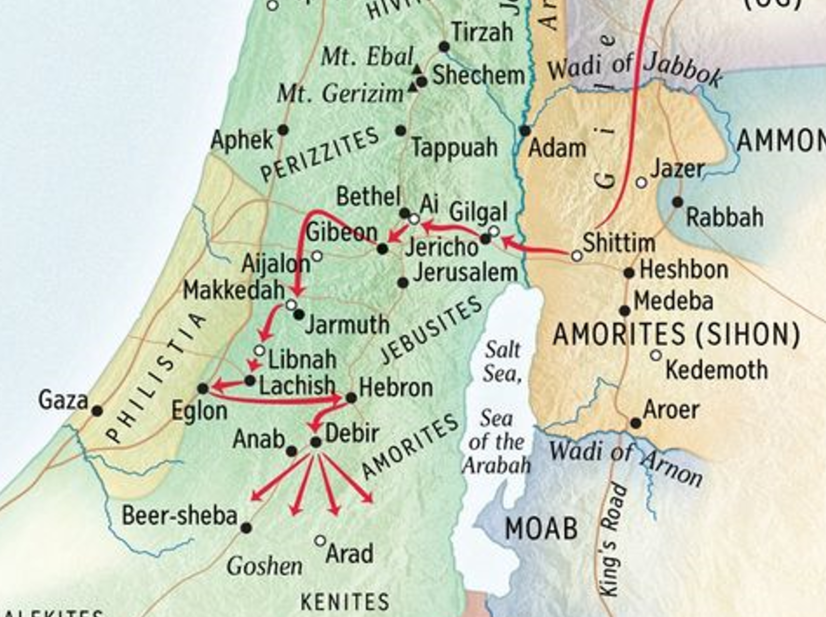 (OG)
HIVIT
Tirzah
Mt. Ebal
Shechem
Mt. Gerizim
Wadi of Jabbok
Gile
Aphek
PERIZZITES
Tappuah
Adam
AMMON
Jazer
Bethel
Ai
Gilgal
Rabbah
Gibeon
Jericho
Shittim
Aijalon
Jerusalem
Heshbon
Makkedah
Medeba
Jarmuth
JEBUSITES
AMORITES (SIHON)
PHILISTIA
Libnah
Salt
Sea,
Kedemoth
Lachish
Hebron
Gaza
Eglon
Sea
of the
Arabah
Aroer
Anab
Debir
AMORITES
Wadi of Arnon
Beer-sheba
MOAB
King's Road
Arad
Goshen
KENITES
ALEKITES